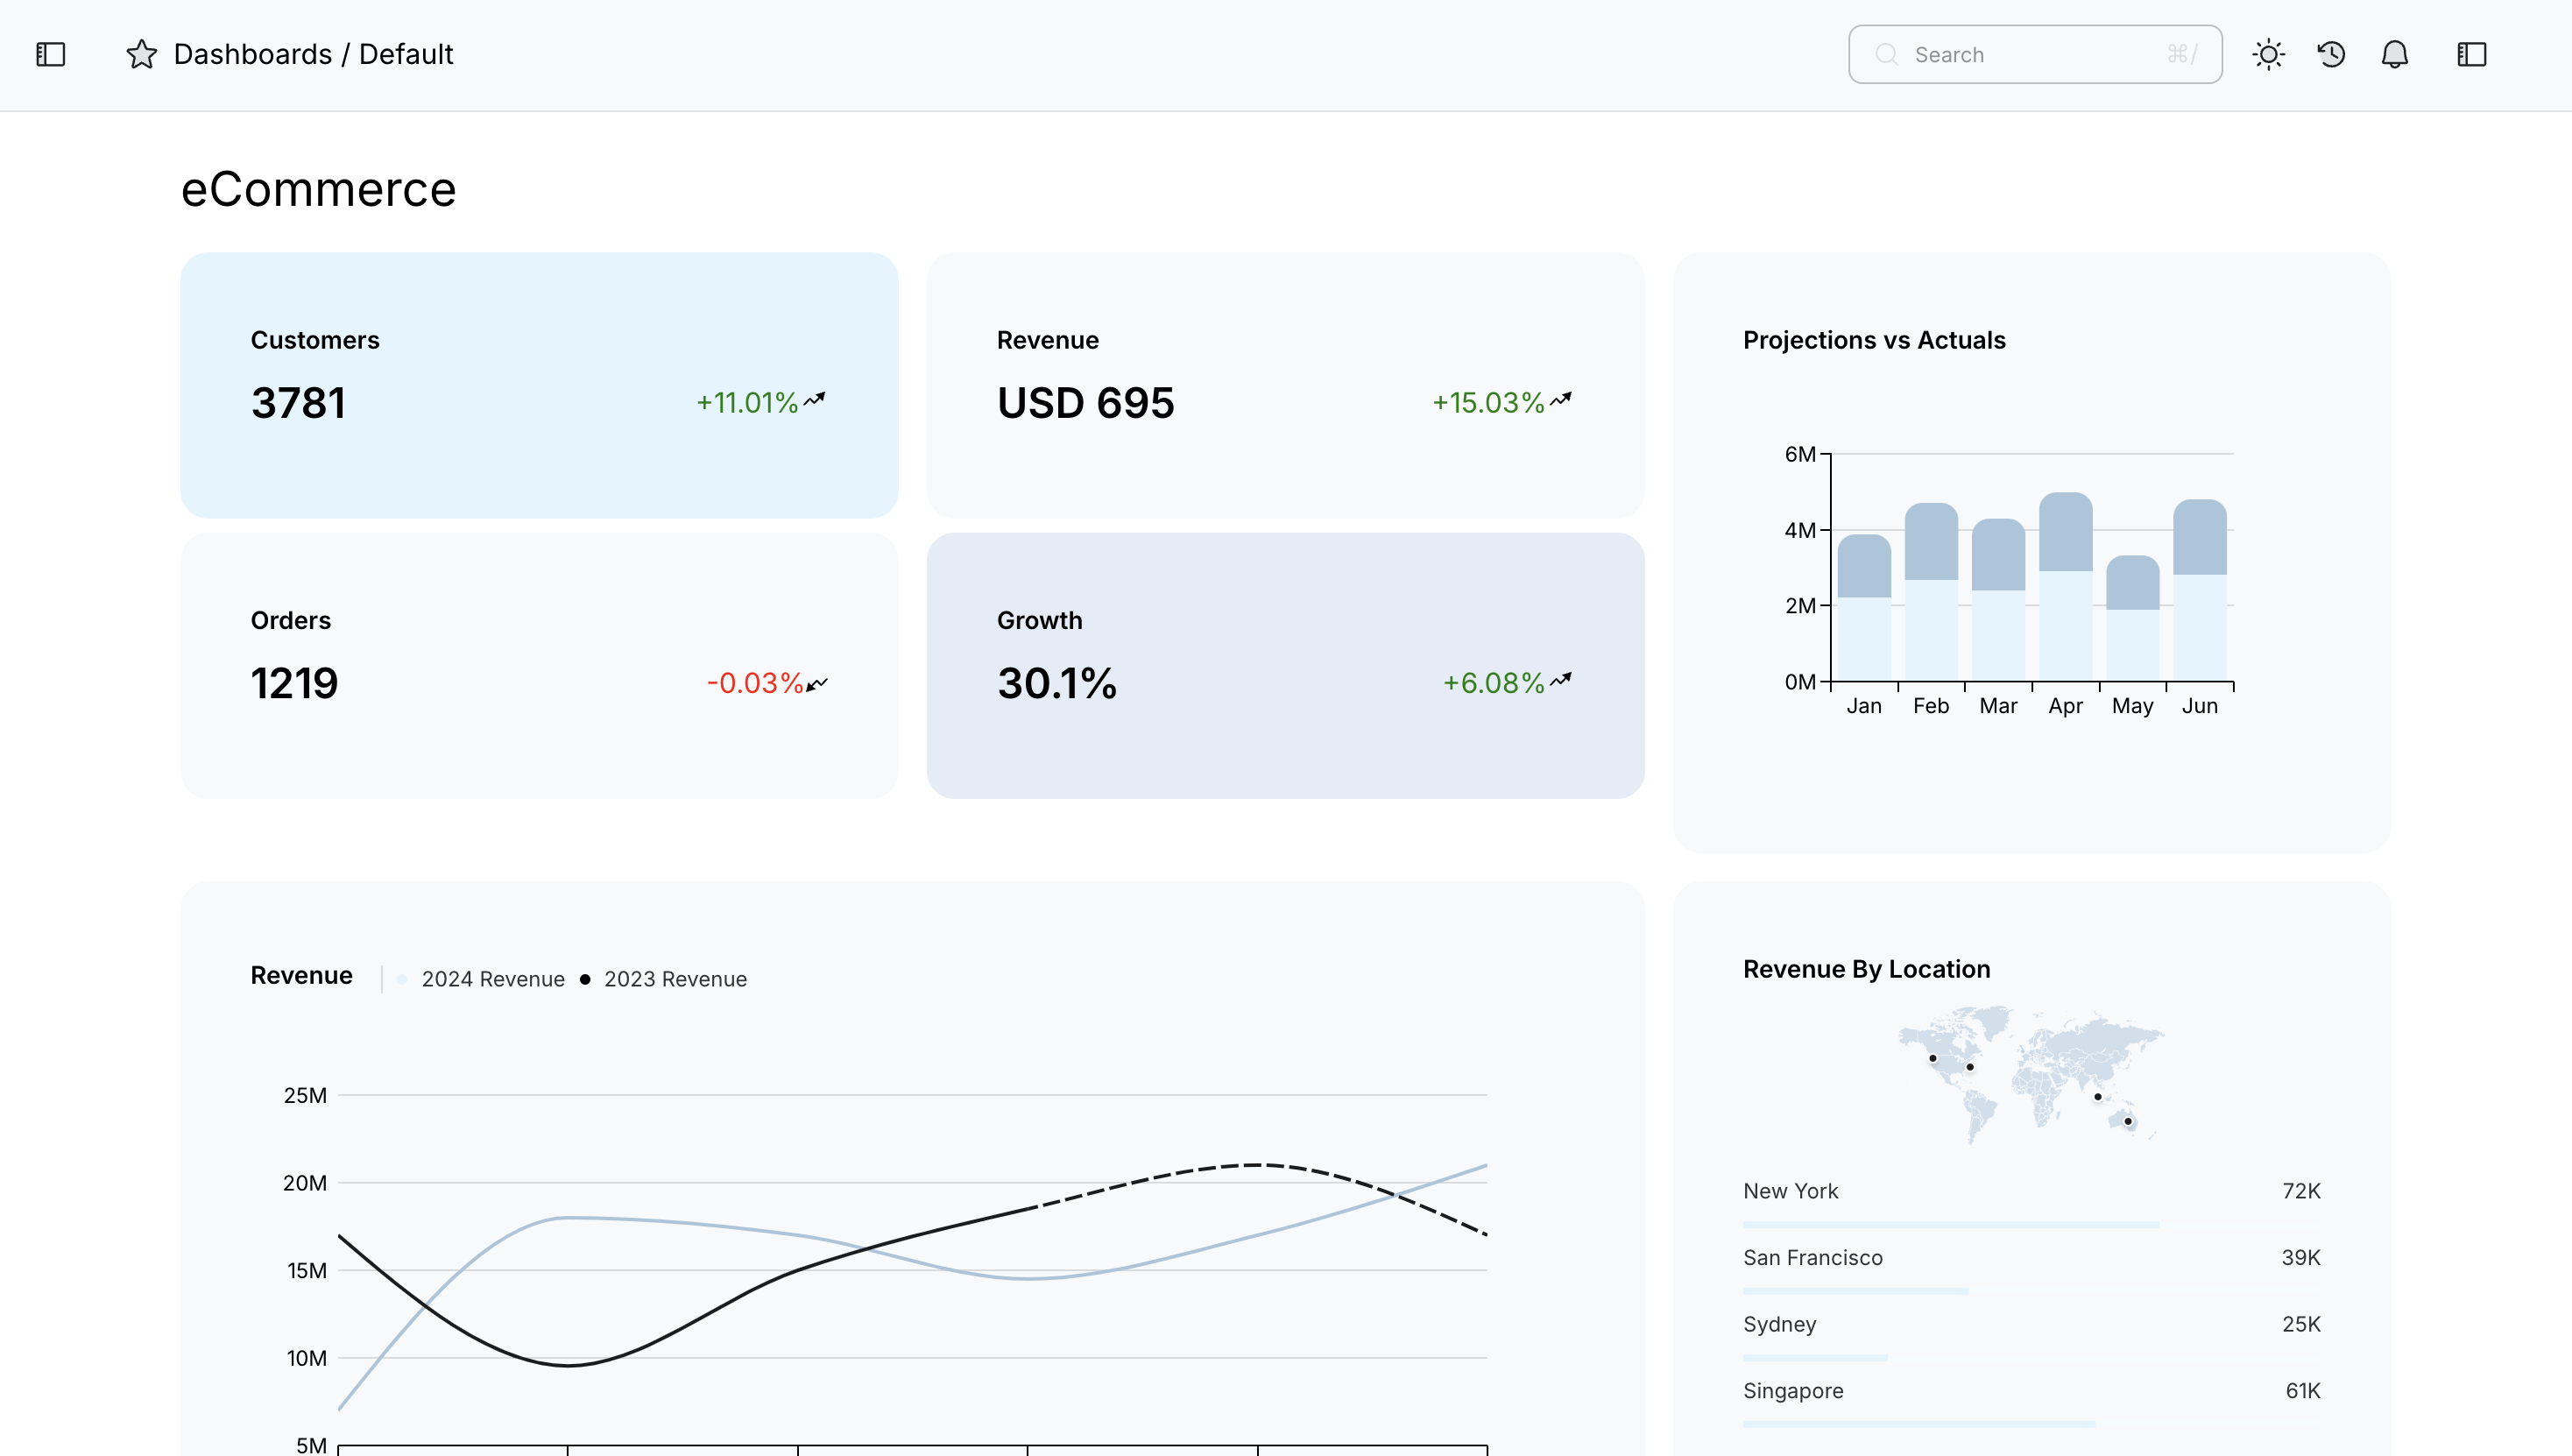 Dashboards / Default
Search ⌘/
eCommerce
Customers
3781 +11.01%
Revenue
USD 695 +15.03%
Orders
1219 -0.03%
Growth
30.1% +6.08%
Projections vs Actuals
6M
4M
2M
0M
Jan Feb Mar Apr May Jun
Revenue 2024 Revenue 2023 Revenue
25M
20M
15M
10M
5M
Revenue By Location
New York 72K
San Francisco 39K
Sydney 25K
Singapore 61K